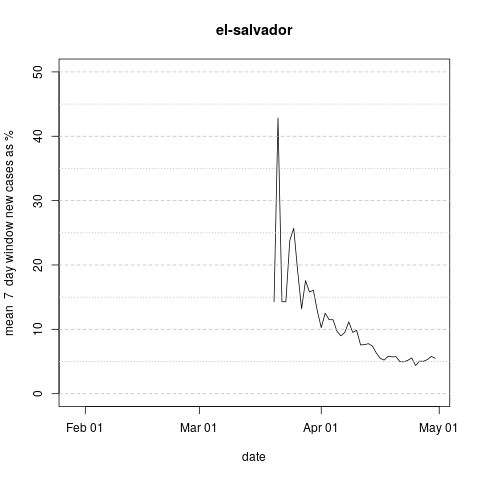 el-salvador
mean 7 day window new cases as %
50
40
30
20
10
0
Feb 01
Mar 01
Apr 01
May 01
date